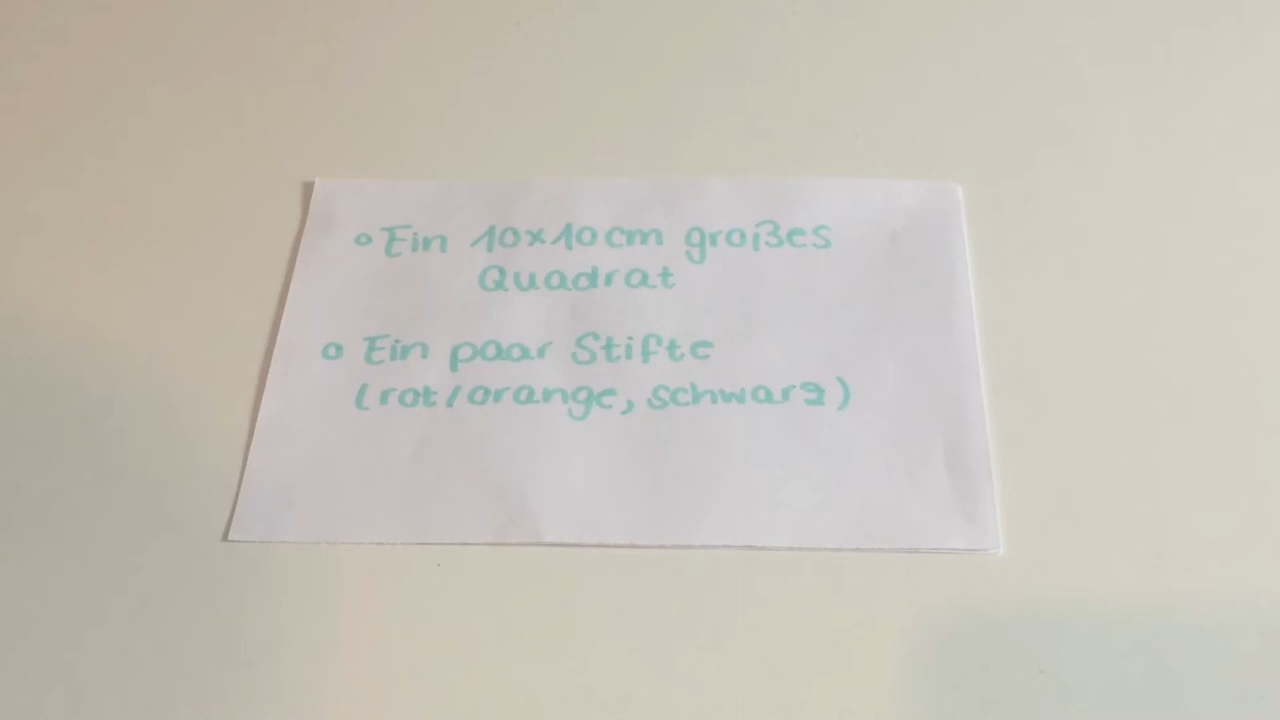 ◦ Ein 10x10cm großes
Quadrat
◦ Ein paar Stifte
(rot/orange, schwarz)